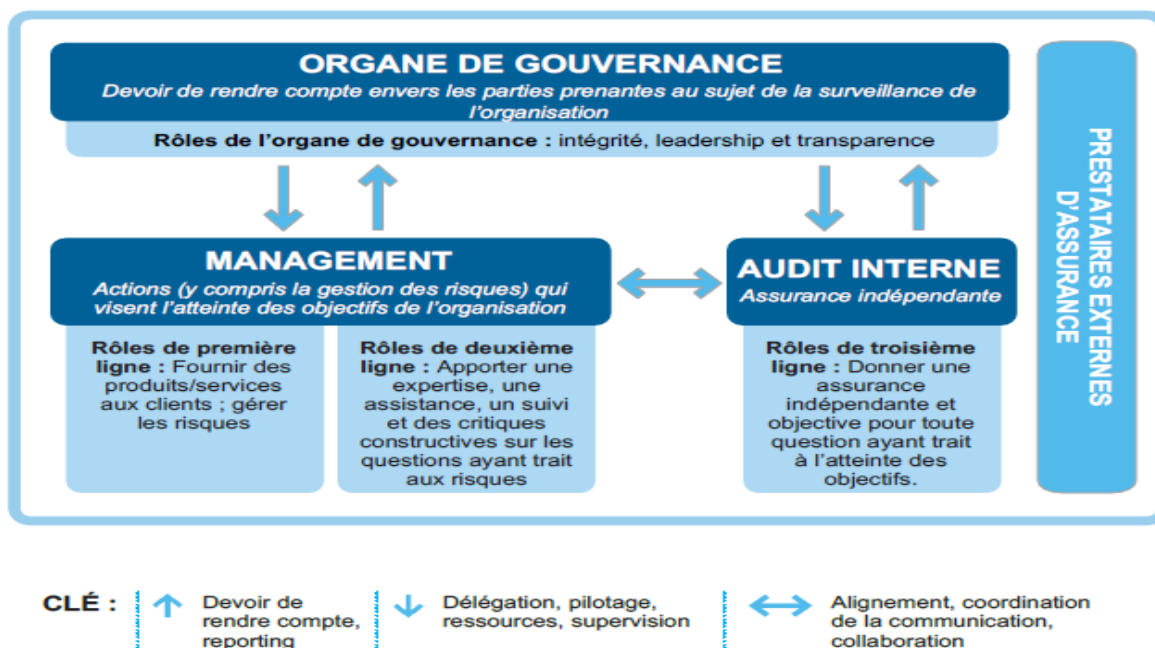 ORGANE DE GOUVERNANCE
Devoir de rendre compte envers les parties prenantes au sujet de la surveillance de
l'organisation
Rôles de l'organe de gouvernance : intégrité, leadership et transparence
MANAGEMENT
Actions (y compris la gestion des risques) qui
visent l'atteinte des objectifs de l'organisation
Rôles de première
ligne : Fournir des
produits/services
aux clients ; gérer
les risques
Rôles de deuxième
ligne : Apporter une
expertise, une
assistance, un suivi
et des critiques
constructives sur les
questions ayant trait
aux risques
AUDIT INTERNE
Assurance indépendante
Rôles de troisième
ligne : Donner une
assurance
indépendante et
objective pour toute
question ayant trait
à l'atteinte des
objectifs.
PRESTATAIRES EXTERNES
D'ASSURANCE
CLÉ :
Devoir de
rendre compte,
reporting
Délégation, pilotage,
ressources, supervision
Alignement, coordination
de la communication,
collaboration